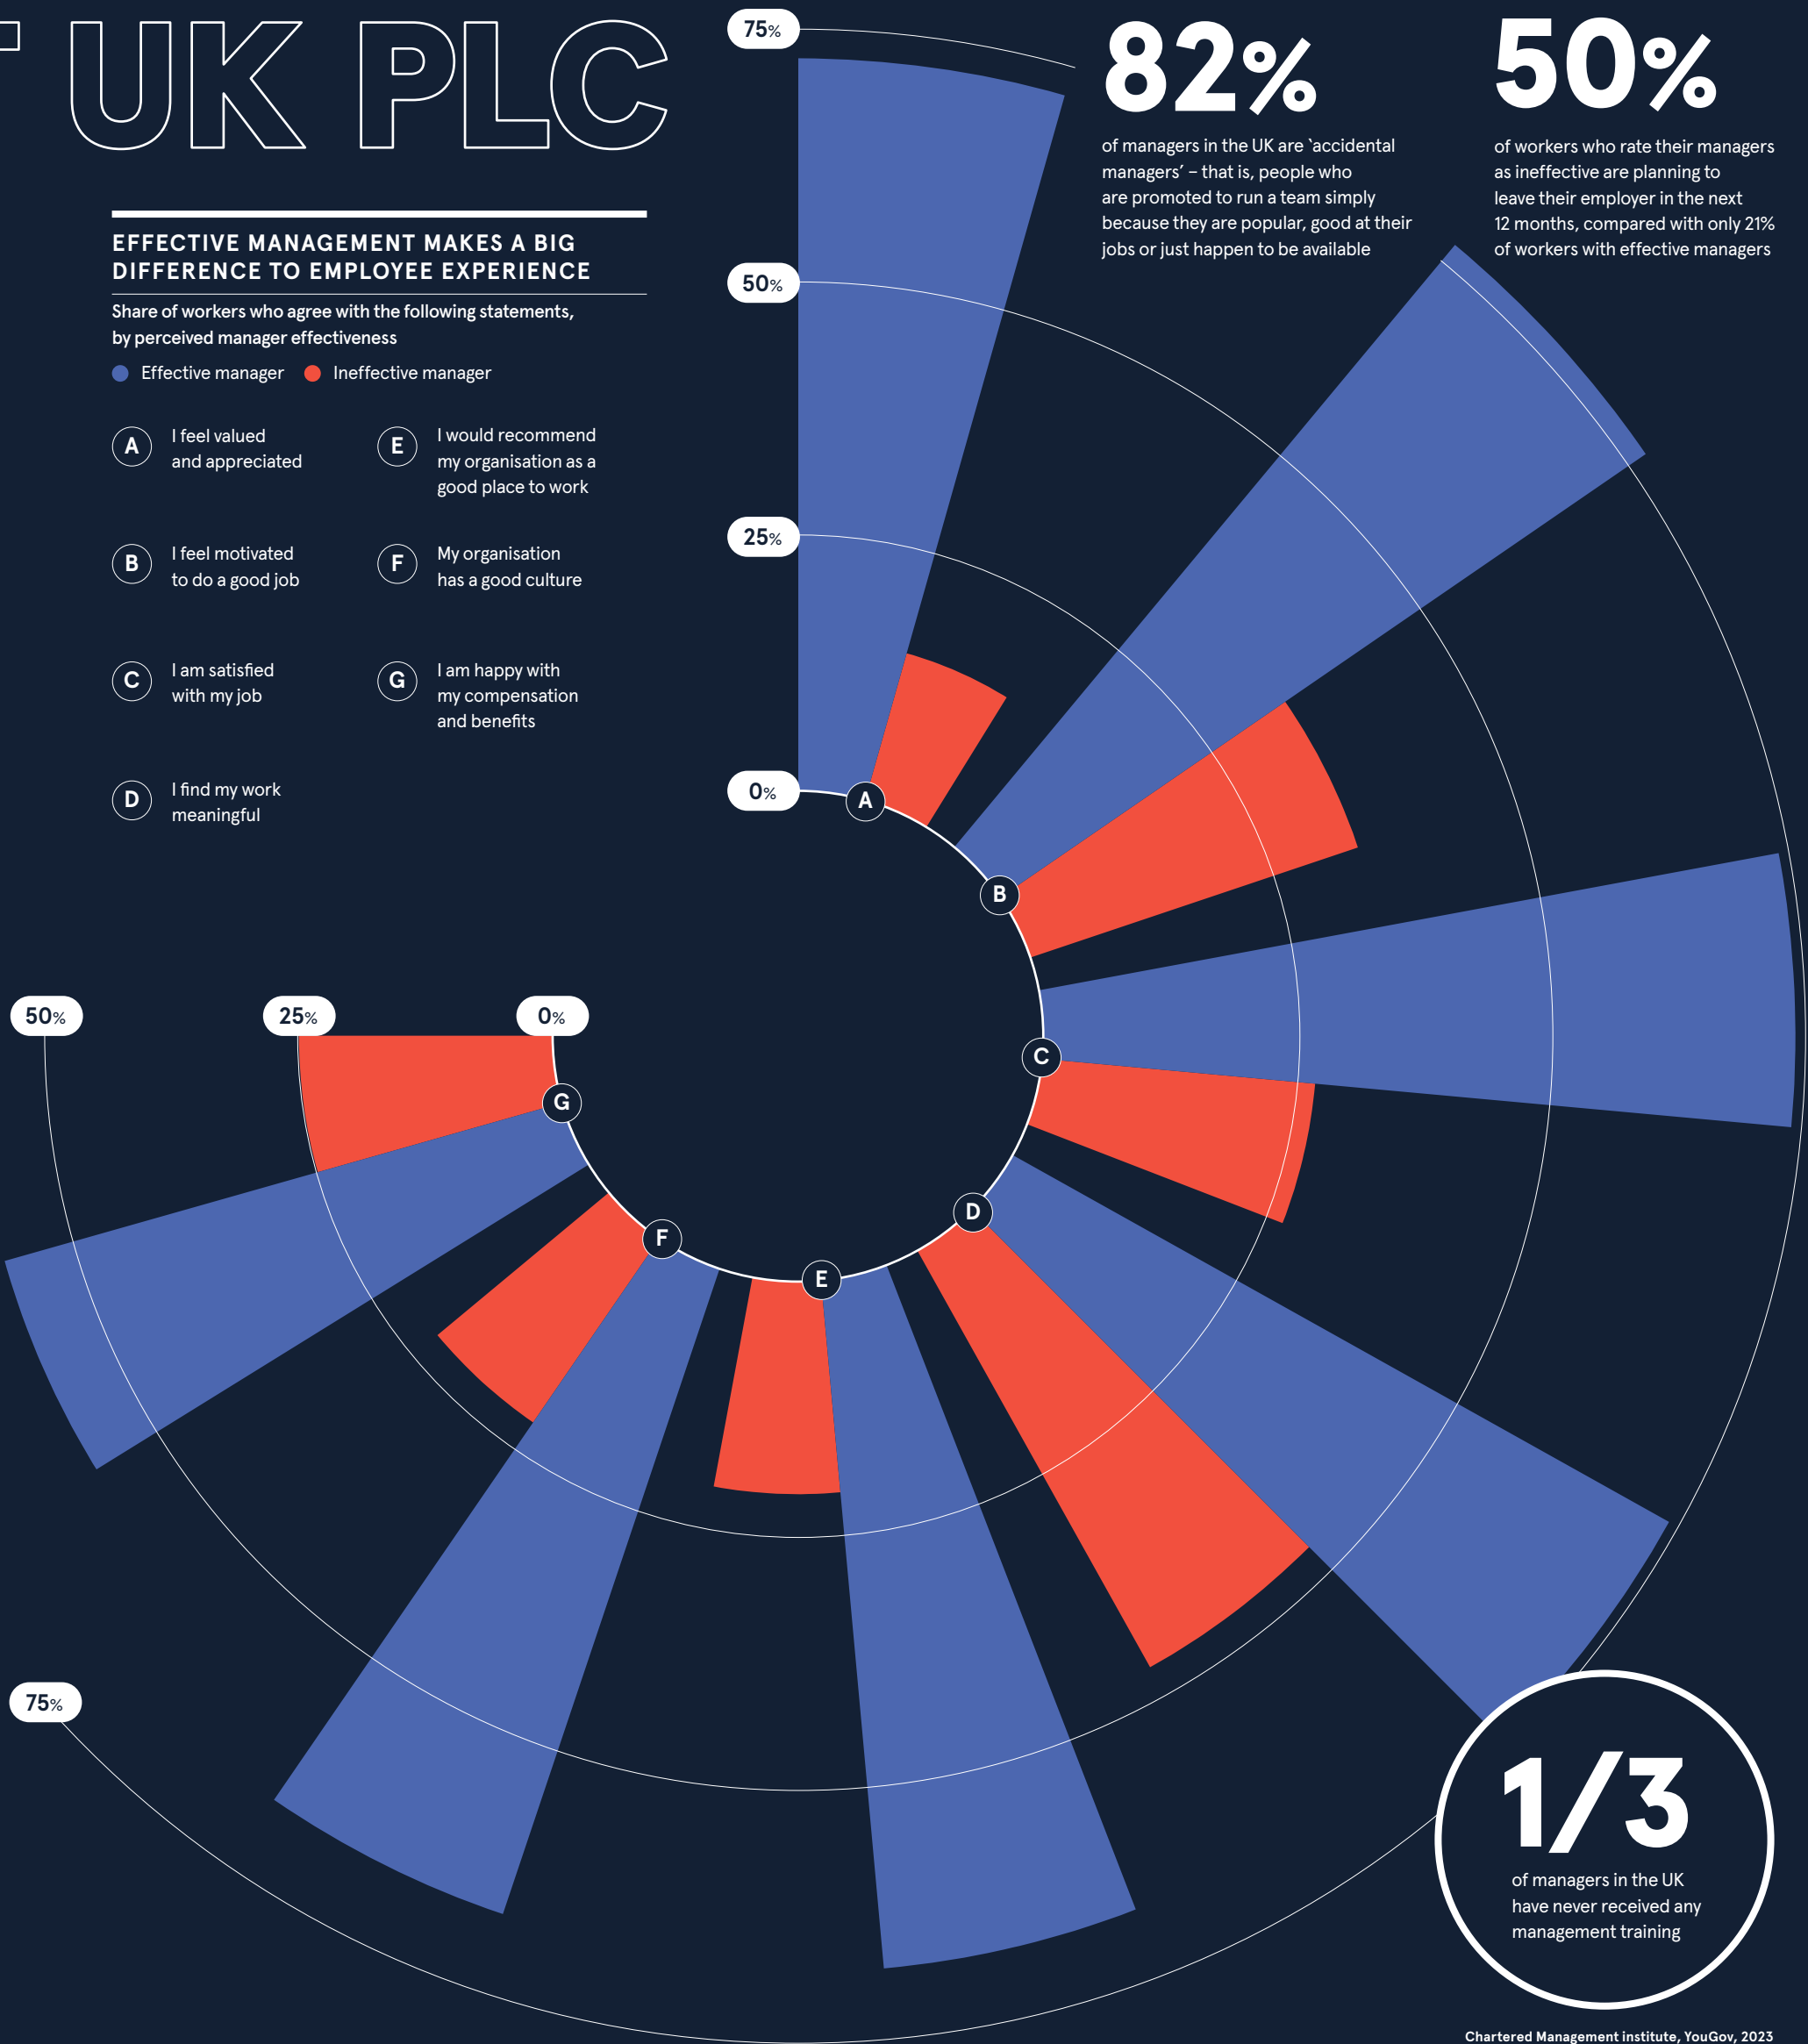 UK PLC
EFFECTIVE MANAGEMENT MAKES A BIG
DIFFERENCE TO EMPLOYEE EXPERIENCE
Share of workers who agree with the following statements,
by perceived manager effectiveness
Effective manager
Ineffective manager
A
I feel valued
and appreciated
B
I feel motivated
to do a good job
C
I am satisfied
with my job
D
I find my work
meaningful
E
I would recommend
my organisation as a
good place to work
F
My organisation
has a good culture
G
I am happy with
my compensation
and benefits
82%
of managers in the UK are ‘accidental
managers’ – that is, people who
are promoted to run a team simply
because they are popular, good at their
jobs or just happen to be available
50%
of workers who rate their managers
as ineffective are planning to
leave their employer in the next
12 months, compared with only 21%
of workers with effective managers
75%
50%
25%
0%
A
B
C
D
E
F
G
50%
25%
0%
75%
1/3
of managers in the UK
have never received any
management training
Chartered Management institute, YouGov, 2023